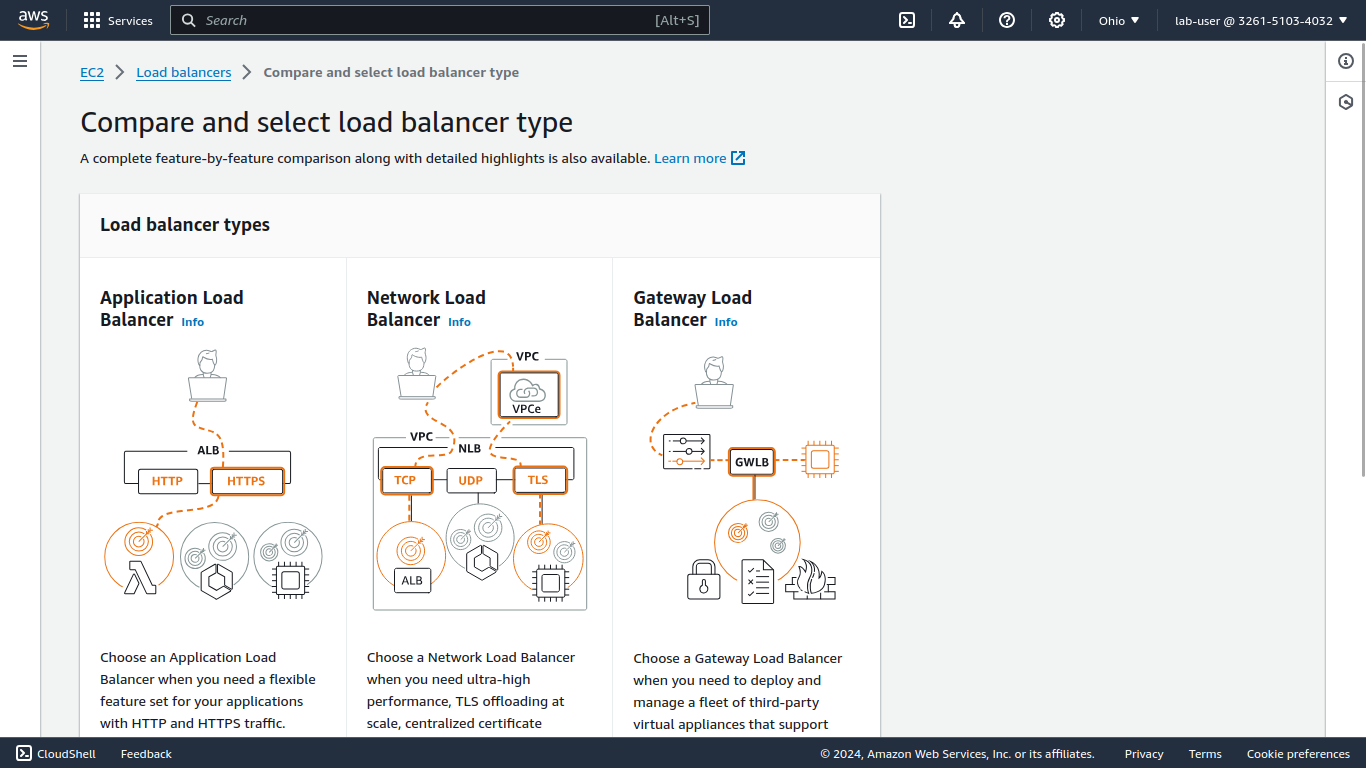 aws Services Search [Alt+S] Ohio lab-user @ 3261-5103-4032
EC2 Load balancers Compare and select load balancer type
Compare and select load balancer type
A complete feature-by-feature comparison along with detailed highlights is also available. Learn more
Load balancer types
Application Load
Balancer Info
ALB
HTTP HTTPS
Choose an Application Load
Balancer when you need a flexible
feature set for your applications
with HTTP and HTTPS traffic.
Network Load
Balancer Info
VPC
VPCe
VPC
NLB
TCP UDP TLS
ALB
Choose a Network Load Balancer
when you need ultra-high
performance, TLS offloading at
scale, centralized certificate
Gateway Load
Balancer Info
GWLB
Choose a Gateway Load Balancer
when you need to deploy and
manage a fleet of third-party
virtual appliances that support
CloudShell Feedback © 2024, Amazon Web Services, Inc. or its affiliates. Privacy Terms Cookie preferences